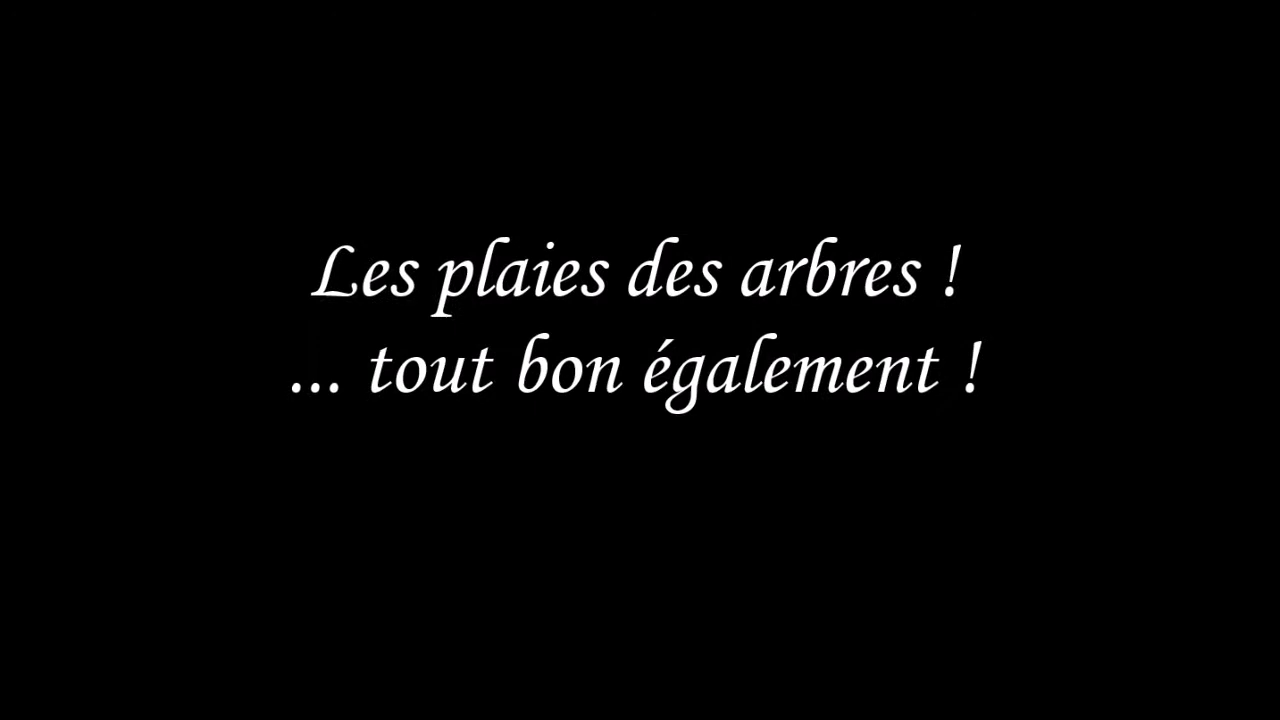 Les plaies des arbres !
... tout bon également !